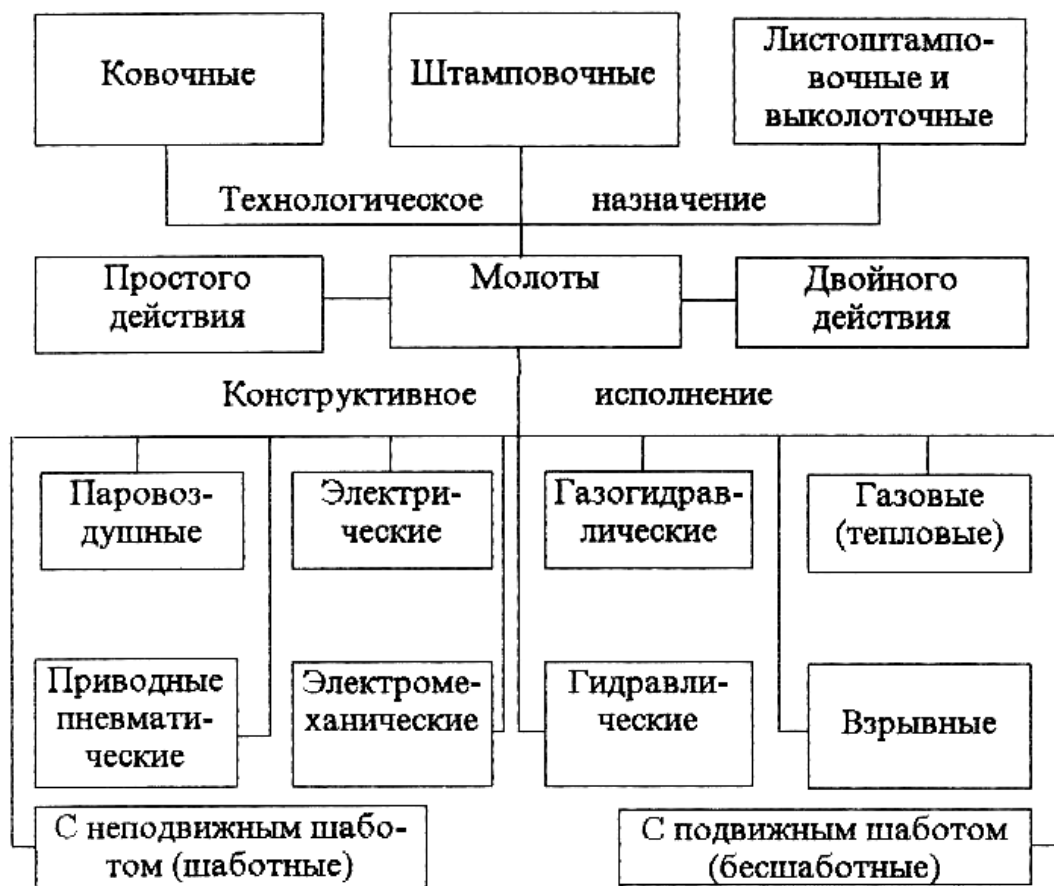 Ковочные
Штамповочные
Листоштампо-
вочные и
выколоточные
Технологическое назначение
Простого
действия
Молоты
Двойного
действия
Конструктивное исполнение
Паровоз-
душные
Электри-
ческие
Газогидрав-
лические
Газовые
(тепловые)
Приводные
пневмати-
ческие
Электроме-
ханические
Гидравли-
ческие
Взрывные
С неподвижным шабо-
том (шаботные)
С подвижным шаботом
(бесшаботные)